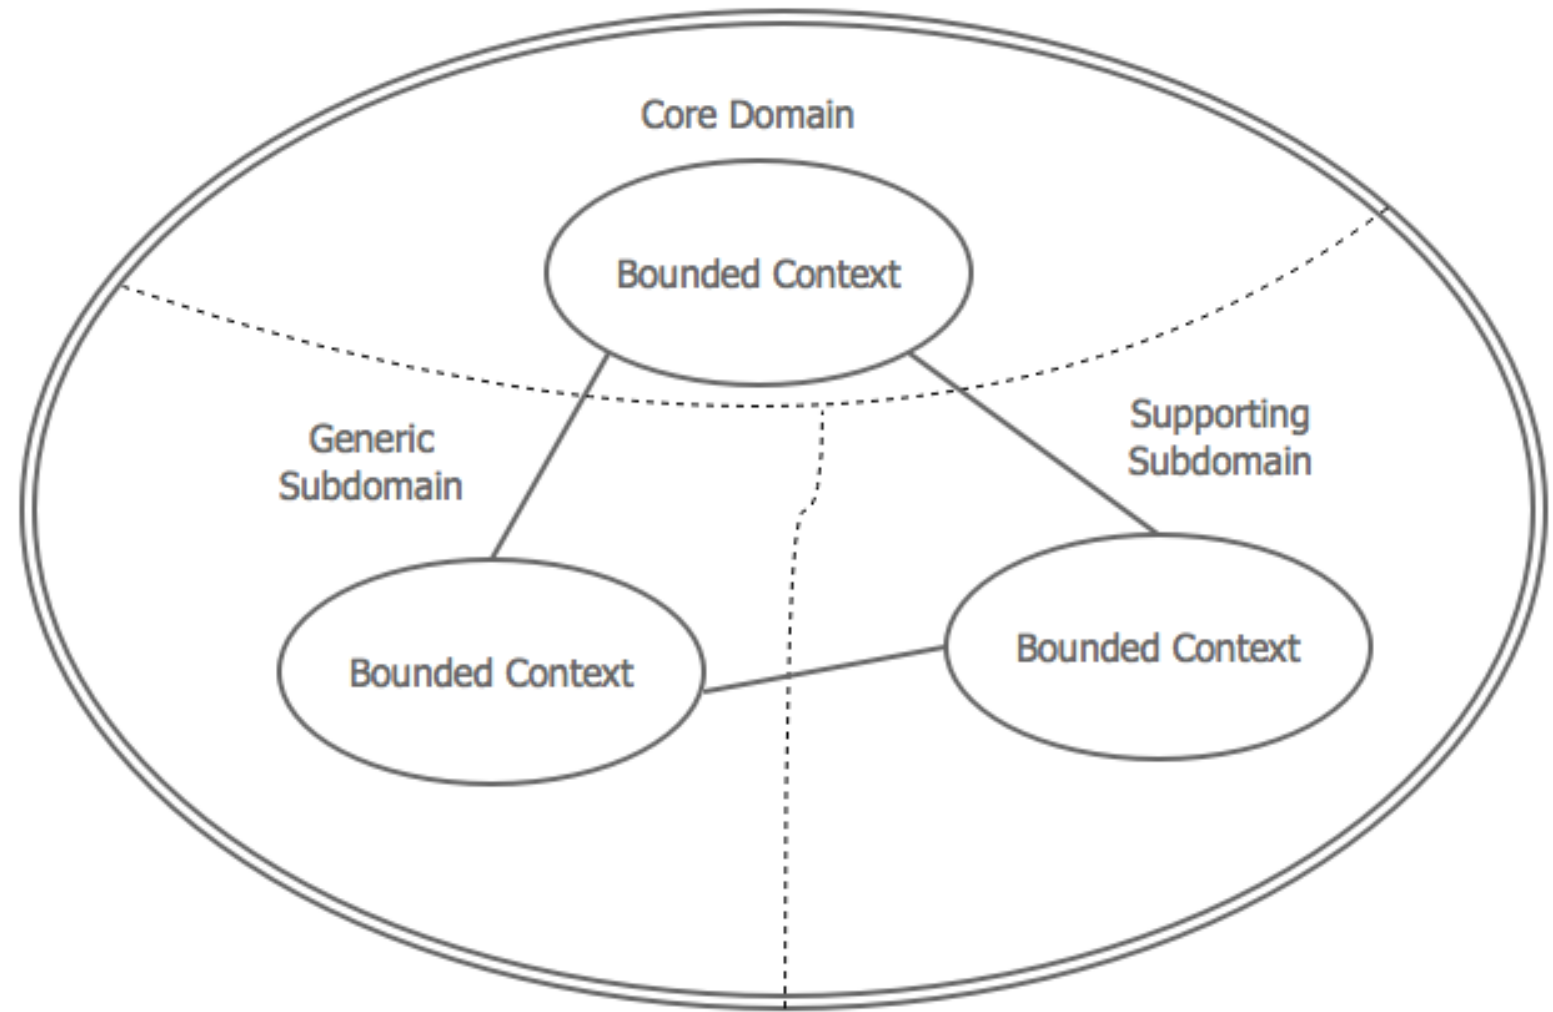 Core Domain
Bounded Context
Generic
Subdomain
Supporting
Subdomain
Bounded Context
Bounded Context